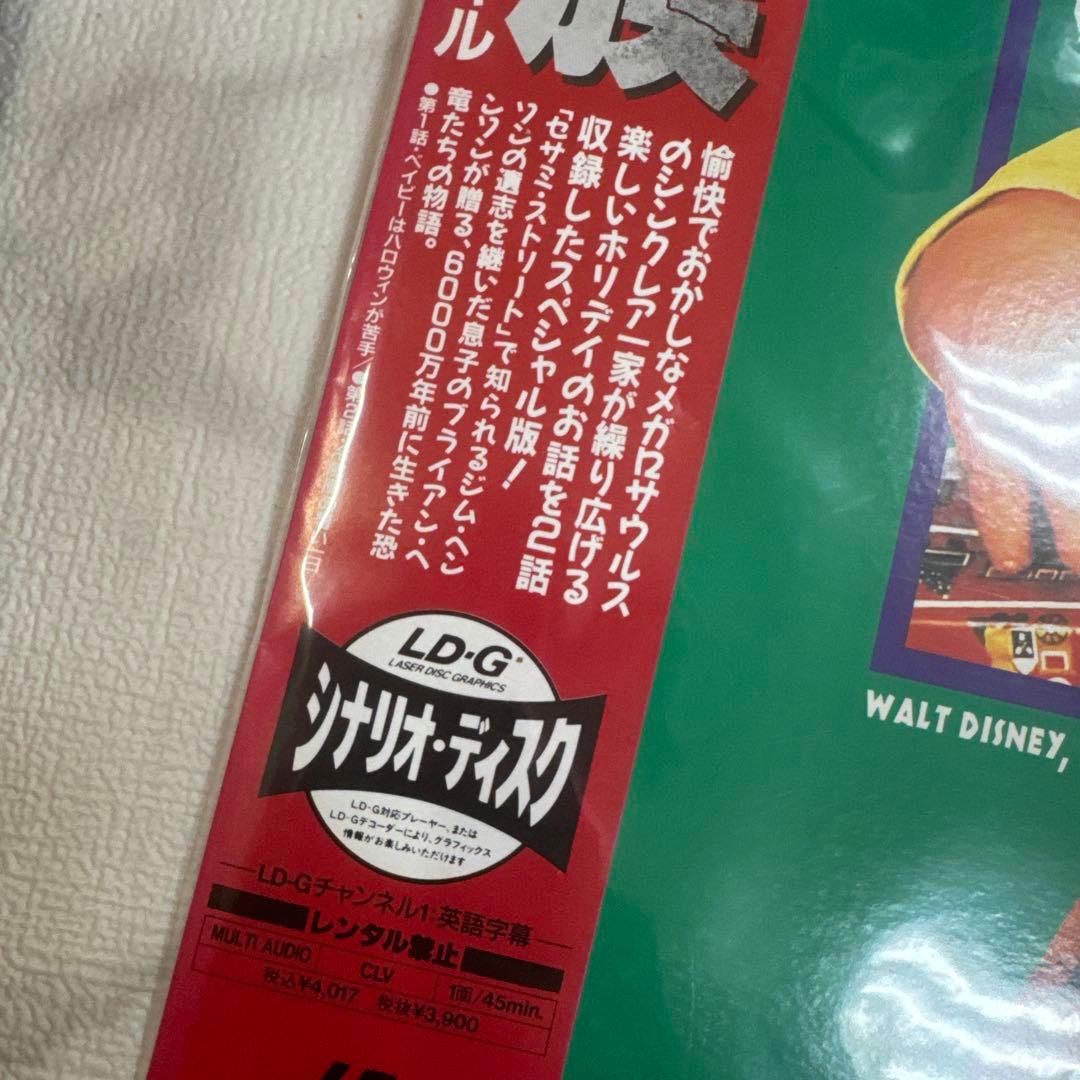 族
ール
愉快でおかしなメガロサウルス
のシンクレア一家が繰り広げる
楽しいホリデイのお話を2話
収録したスペシャル版!
「セサミ・ストリート」で知られるジム・ヘン
ソンの遺志を継いだ息子のブライアン・ヘ
ンソンが贈る、6000万年前に生きた恐
竜たちの物語。
●第1話・ベイビーはハロウィンが苦手/●第2話・
LD-G
LASER DISC GRAPHICS
シナリオ・ディスク
LD-G対応プレーヤー、または
LD-Gデコーダーにより、グラフィックス
情報がお楽しみいただけます
LD-Gチャンネル1:英語字幕
レンタル禁止
MULTI AUDIO CLV 1面/45min.
税込¥4,017 税抜¥3,900
WALT DISNEY,